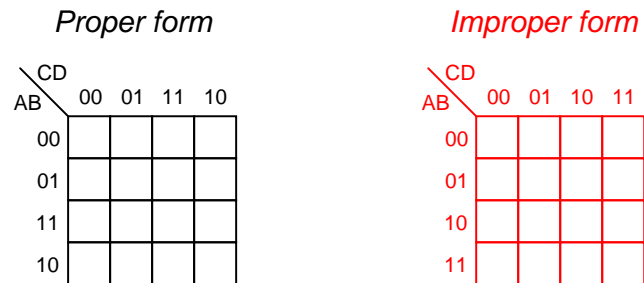 Proper form
CD
AB 00 01 11 10
00
01
11
10
Improper form
CD
AB 00 01 10 11
00
01
10
11